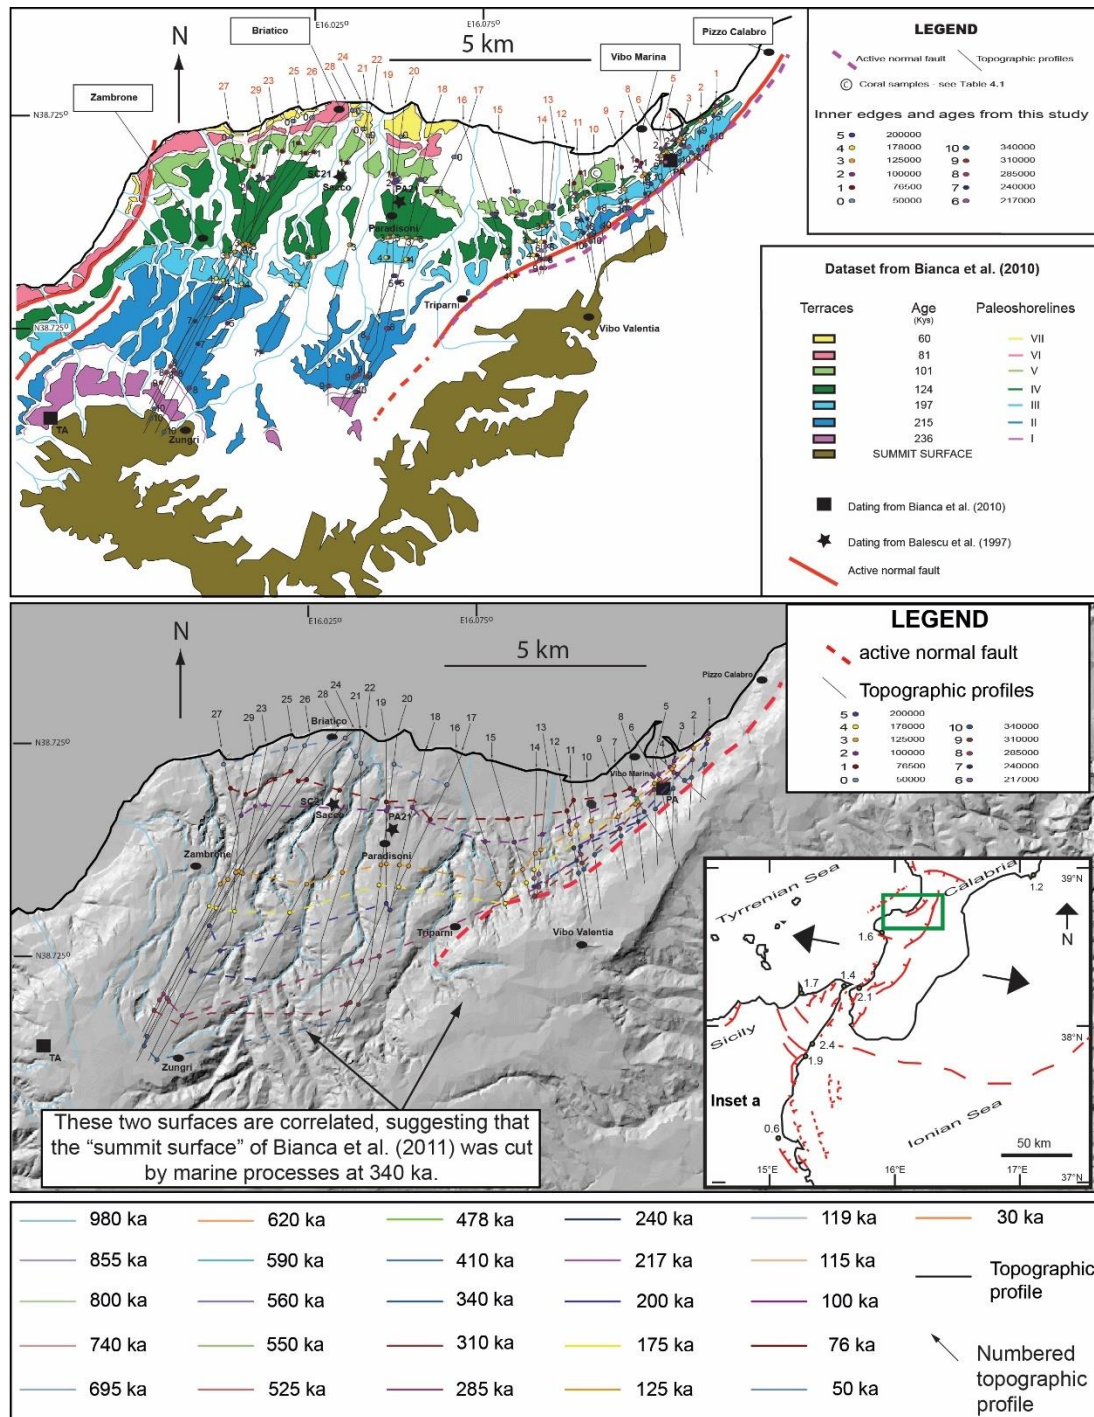 E16.025⁰
E16.075⁰
Pizzo Calabro
Briatico
N
5 km
Vibo Marina
Zambrone
N38.725⁰
27
29
23
25
26
28
24
21
22
19
20
18
16
17
15
14
13
12
11
10
9
7
8
6
5
4
3
2
1
SC21
Sacco
PA21
Paradisoni
PA
Triparni
N38.725⁰
Vibo Valentia
TA
Zungri
LEGEND
Active normal fault
Topographic profiles
© Coral samples - see Table 4.1
Inner edges and ages from this study
5 200000 
4 178000 10 340000
3 125000 9 310000
2 100000 8 285000
1 76500 7 240000
0 50000 6 217000
Dataset from Bianca et al. (2010)
Terraces Age Paleoshorelines
(Kys)
60 VII
81 VI
101 V
124 IV
197 III
215 II
236 I
SUMMIT SURFACE
Dating from Bianca et al. (2010)
Dating from Balescu et al. (1997)
Active normal fault
E16.025⁰
E16.075⁰
N
5 km
Pizzo Calabro
N38.725⁰
27
29
23
25
26
28
24
21
22
19
20
18
16
17
15
14
13
12
11
10
9
7
8
6
5
4
3
2
1
Briatico
Vibo Marina
PA
SC21
Sacco
PA21
Paradisoni
Zambrone
Triparni
Vibo Valentia
N38.725⁰
TA
Zungri
LEGEND
active normal fault
Topographic profiles
5 200000
4 178000 10 340000
3 125000 9 310000
2 100000 8 285000
1 76500 7 240000
0 50000 6 217000
These two surfaces are correlated, suggesting that
the “summit surface” of Bianca et al. (2011) was cut
by marine processes at 340 ka.
Tyrrenian Sea
Calabria
39°N
1.2
N
1.6
1.7
1.4
2.1
Sicily
38°N
2.4
1.9
Inset a
Ionian Sea
0.6
50 km
15°E
16°E
17°E
37°N
980 ka 620 ka 478 ka 240 ka 119 ka 30 ka
855 ka 590 ka 410 ka 217 ka 115 ka Topographic
profile
800 ka 560 ka 340 ka 200 ka 100 ka
740 ka 550 ka 310 ka 175 ka 76 ka Numbered
topographic
profile
695 ka 525 ka 285 ka 125 ka 50 ka